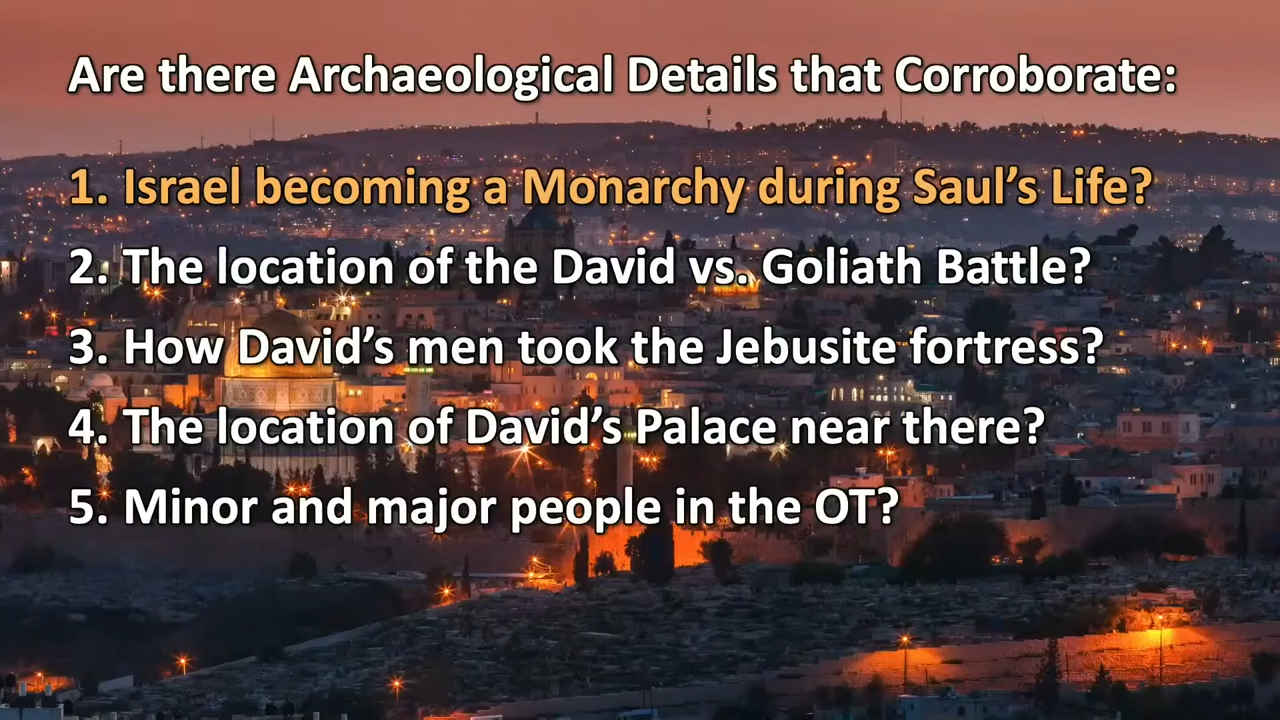 Are there Archaeological Details that Corroborate:
1. Israel becoming a Monarchy during Saul's Life?
2. The location of the David vs. Goliath Battle?
3. How David's men took the Jebusite fortress?
4. The location of David's Palace near there?
5. Minor and major people in the OT?